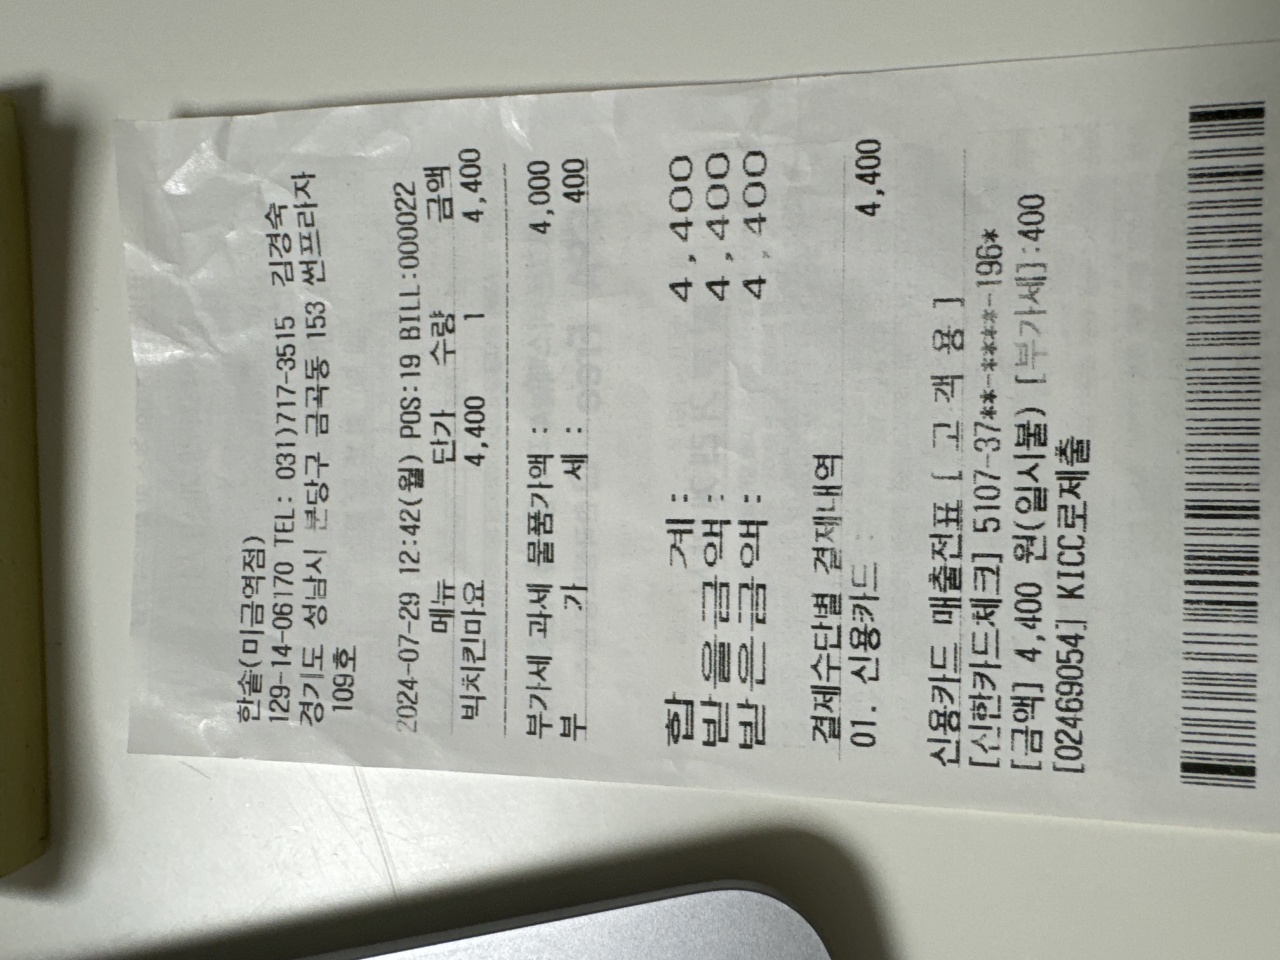 한솥(미금역점)
129-14-06170 TEL: 031)717-3515 김경숙
경기도 성남시 분당구 금곡동 153 썬프라자
109호
2024-07-29 12:42(월) POS:19 BILL:000022
메뉴 단가 수량 금액
빅치킨마요 4,400 1 4,400
부가세 과세 물품가액 : 4,000
부 가 세 : 400
합 계: 4,400
받을금액: 4,400
받은금액: 4,400
결제수단별 결제내역
01. 신용카드 : 4,400
신용카드 매출전표 [ 고 객 용 ]
[신한카드체크] 5107-37**-****-196*
[금액] 4,400 원(일시불) [부가세]:400
[02469054] KICC로제출